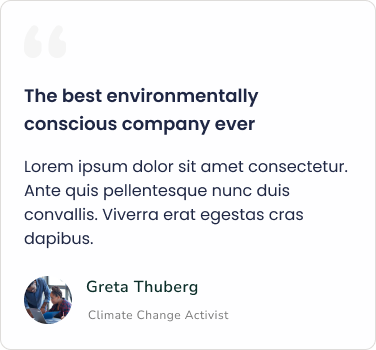 The best environmentally
conscious company ever
Lorem ipsum dolor sit amet consectetur.
Ante quis pellentesque nunc duis
convallis. Viverra erat egestas cras
dapibus.
Greta Thuberg
Climate Change Activist